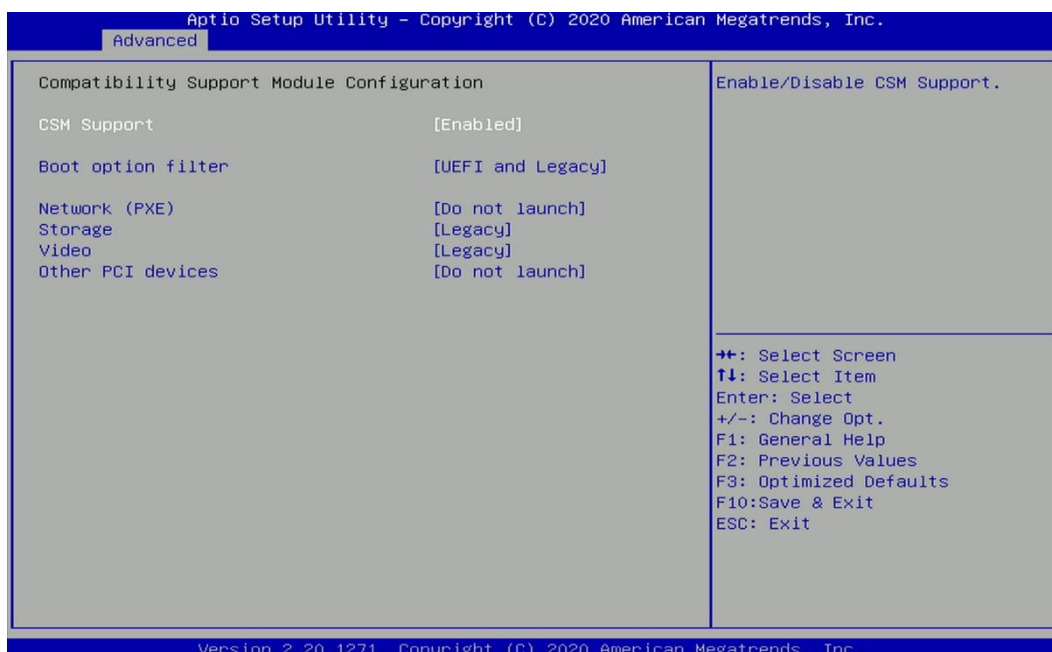 Aptio Setup Utility – Copyright (C) 2020 American Megatrends, Inc.
Advanced
Compatibility Support Module Configuration
CSM Support [Enabled]
Boot option filter [UEFI and Legacy]
Network (PXE) [Do not launch]
Storage [Legacy]
Video [Legacy]
Other PCI devices [Do not launch]
Enable/Disable CSM Support.
→←: Select Screen
↑↓: Select Item
Enter: Select
+/-: Change Opt.
F1: General Help
F2: Previous Values
F3: Optimized Defaults
F10:Save & Exit
ESC: Exit
Version 2.20.1271. Copyright (C) 2020 American Megatrends, Inc.